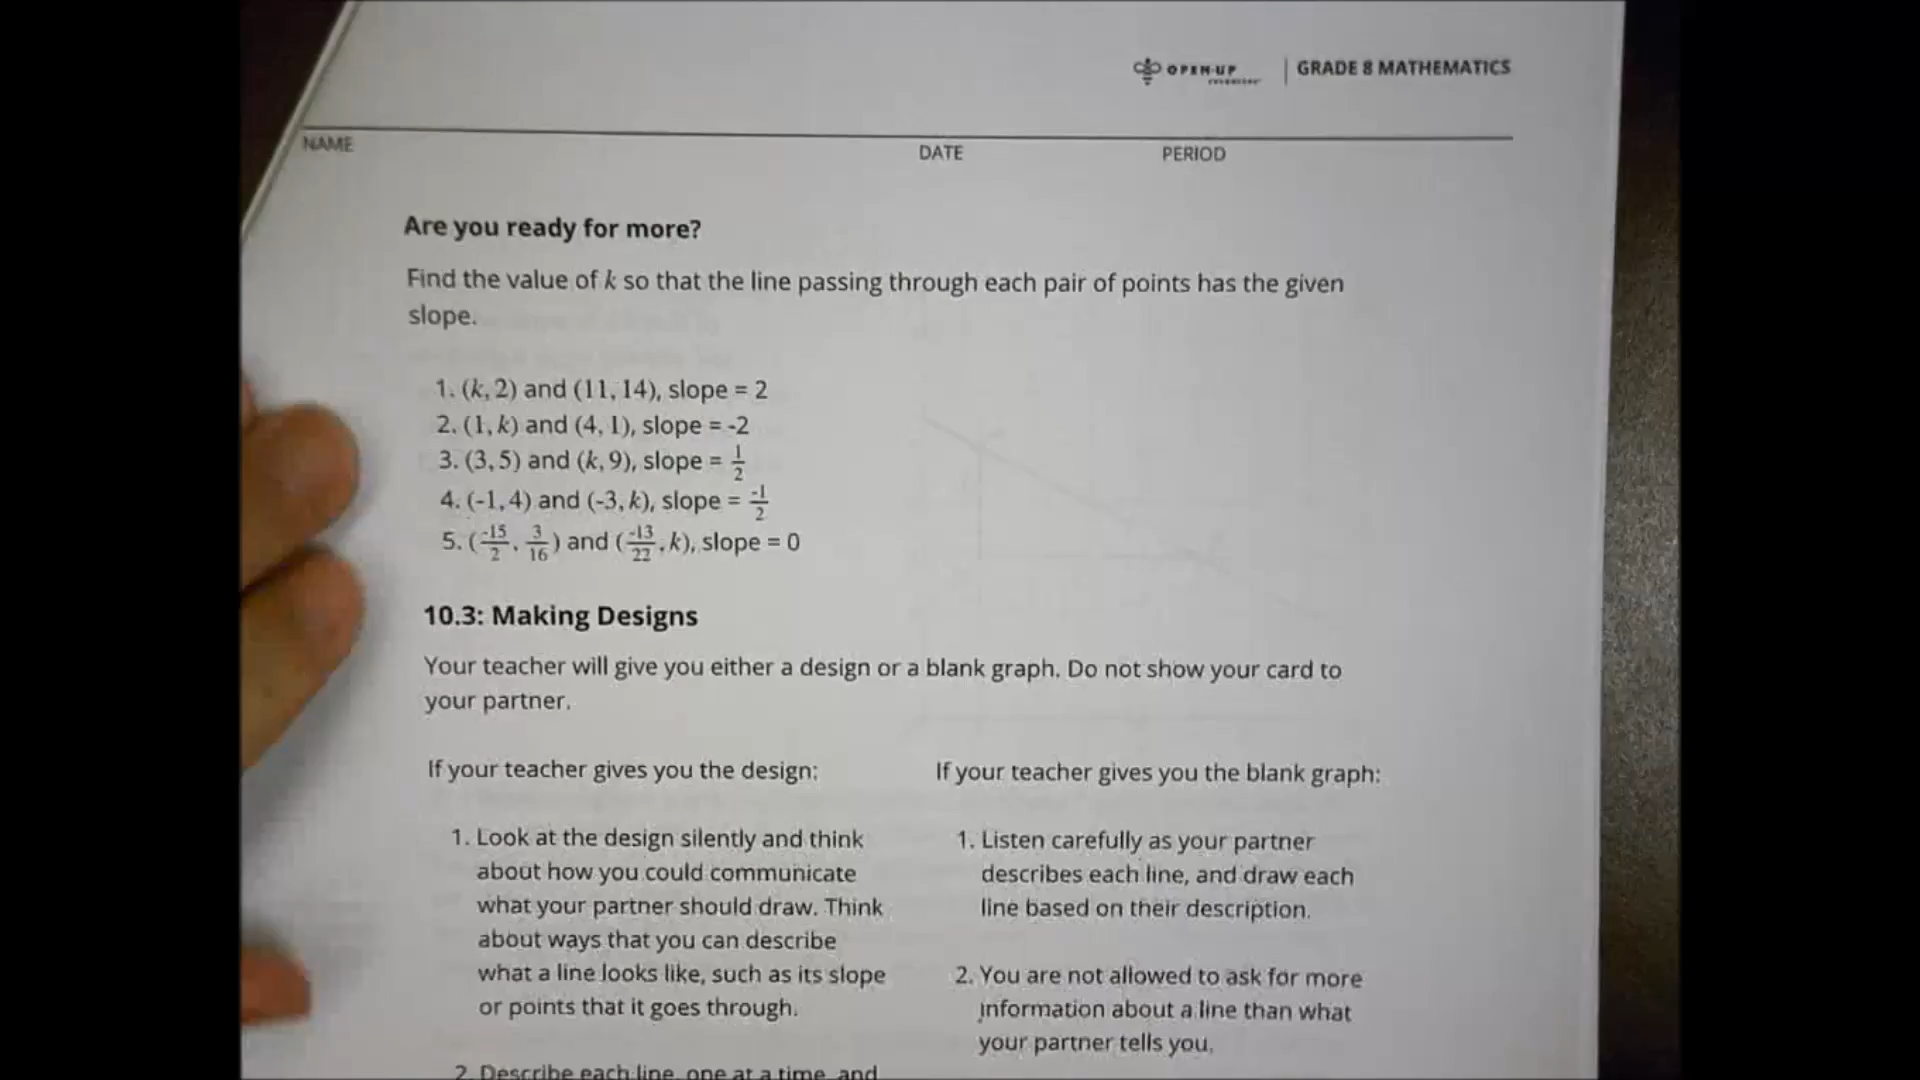 OPEN-UP | GRADE 8 MATHEMATICS
NAME DATE PERIOD
Are you ready for more?
Find the value of k so that the line passing through each pair of points has the given
slope.
1. (k, 2) and (11, 14), slope = 2
2. (1, k) and (4, 1), slope = -2
3. (3, 5) and (k, 9), slope = 1/2
4. (-1, 4) and (-3, k), slope = -1/2
5. (-15/2, 3/16) and (-13/22, k), slope = 0
10.3: Making Designs
Your teacher will give you either a design or a blank graph. Do not show your card to
your partner.
If your teacher gives you the design:
1. Look at the design silently and think
about how you could communicate
what your partner should draw. Think
about ways that you can describe
what a line looks like, such as its slope
or points that it goes through.
2. Describe each line, one at a time, and
If your teacher gives you the blank graph:
1. Listen carefully as your partner
describes each line, and draw each
line based on their description.
2. You are not allowed to ask for more
information about a line than what
your partner tells you.